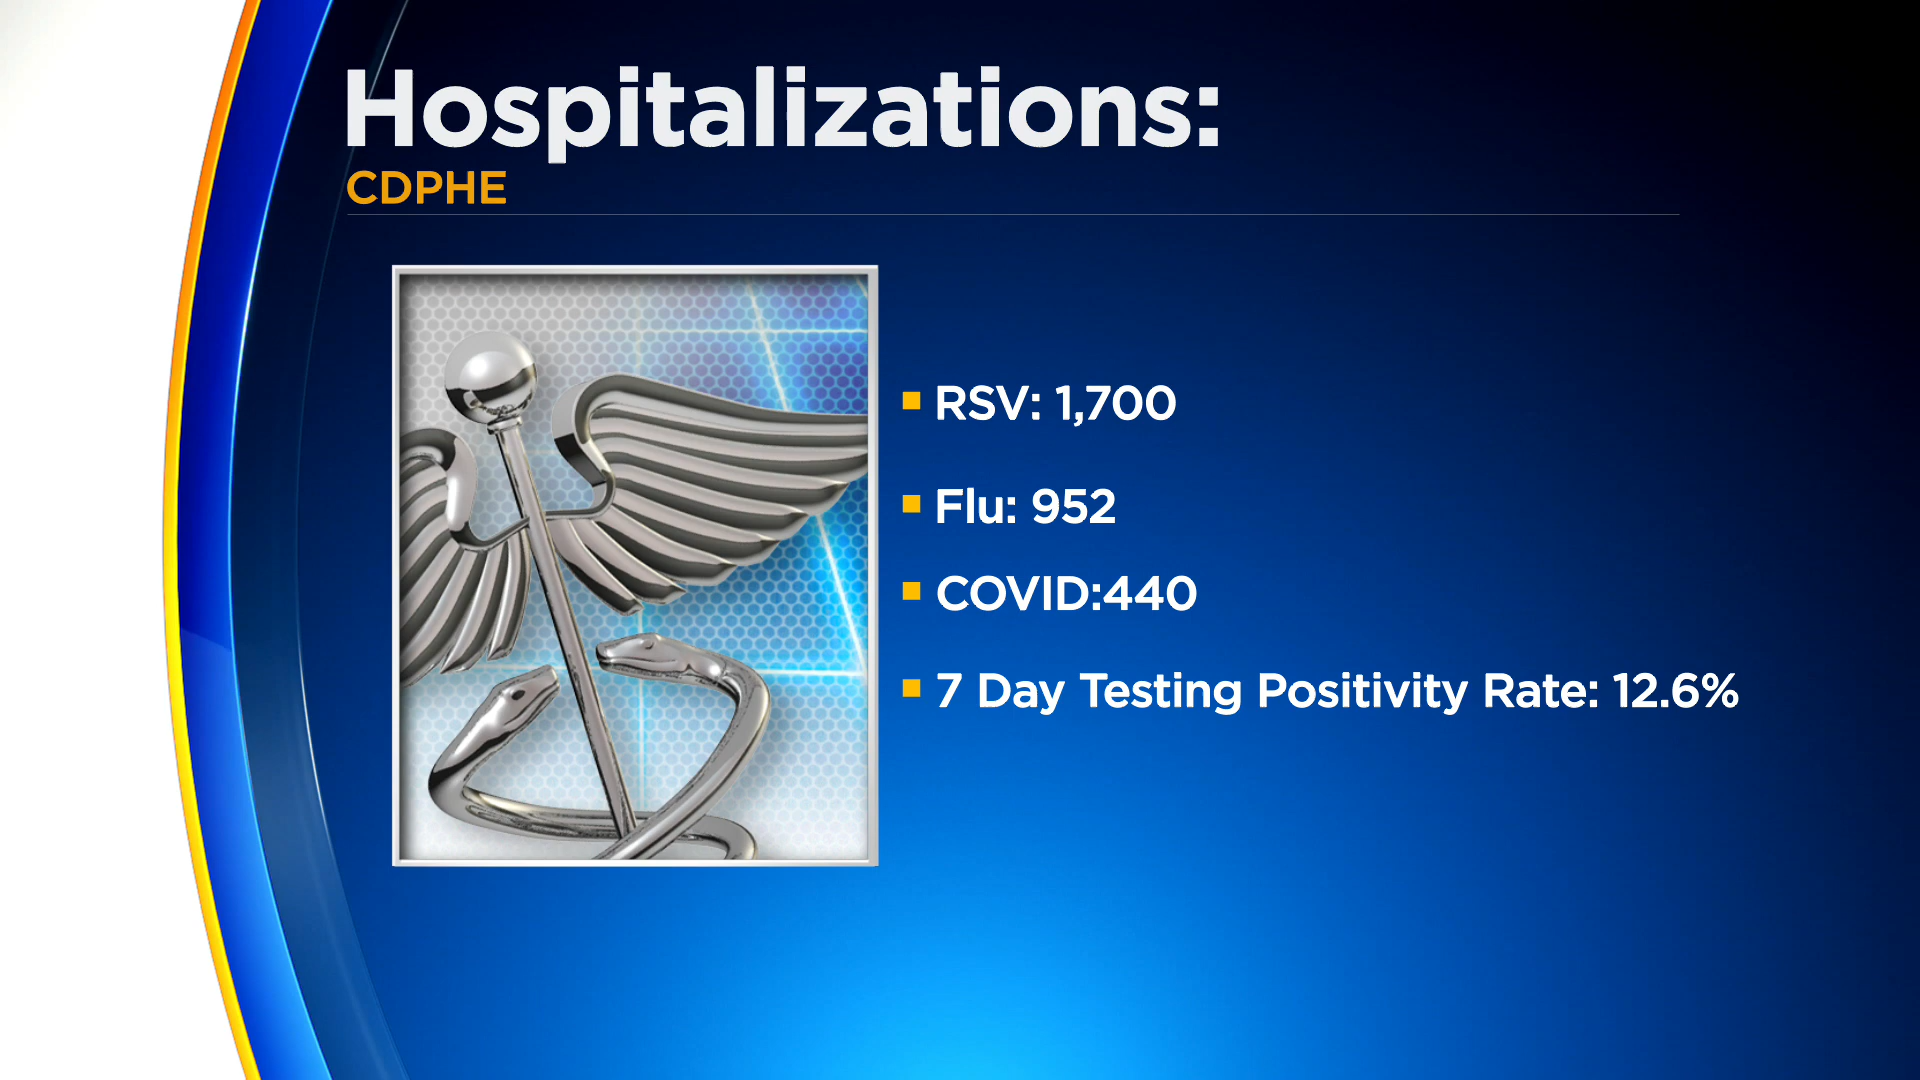 Hospitalizations:
CDPHE
RSV: 1,700
Flu: 952
COVID:440
7 Day Testing Positivity Rate: 12.6%